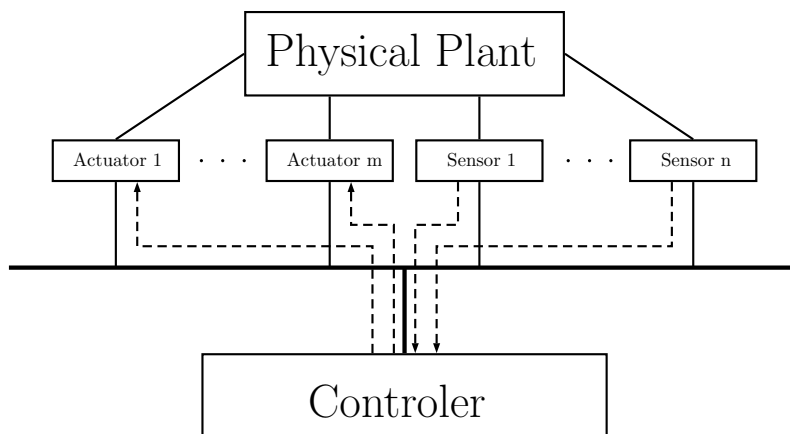 Physical Plant
Actuator 1 · · · Actuator m Sensor 1 · · · Sensor n
Controler